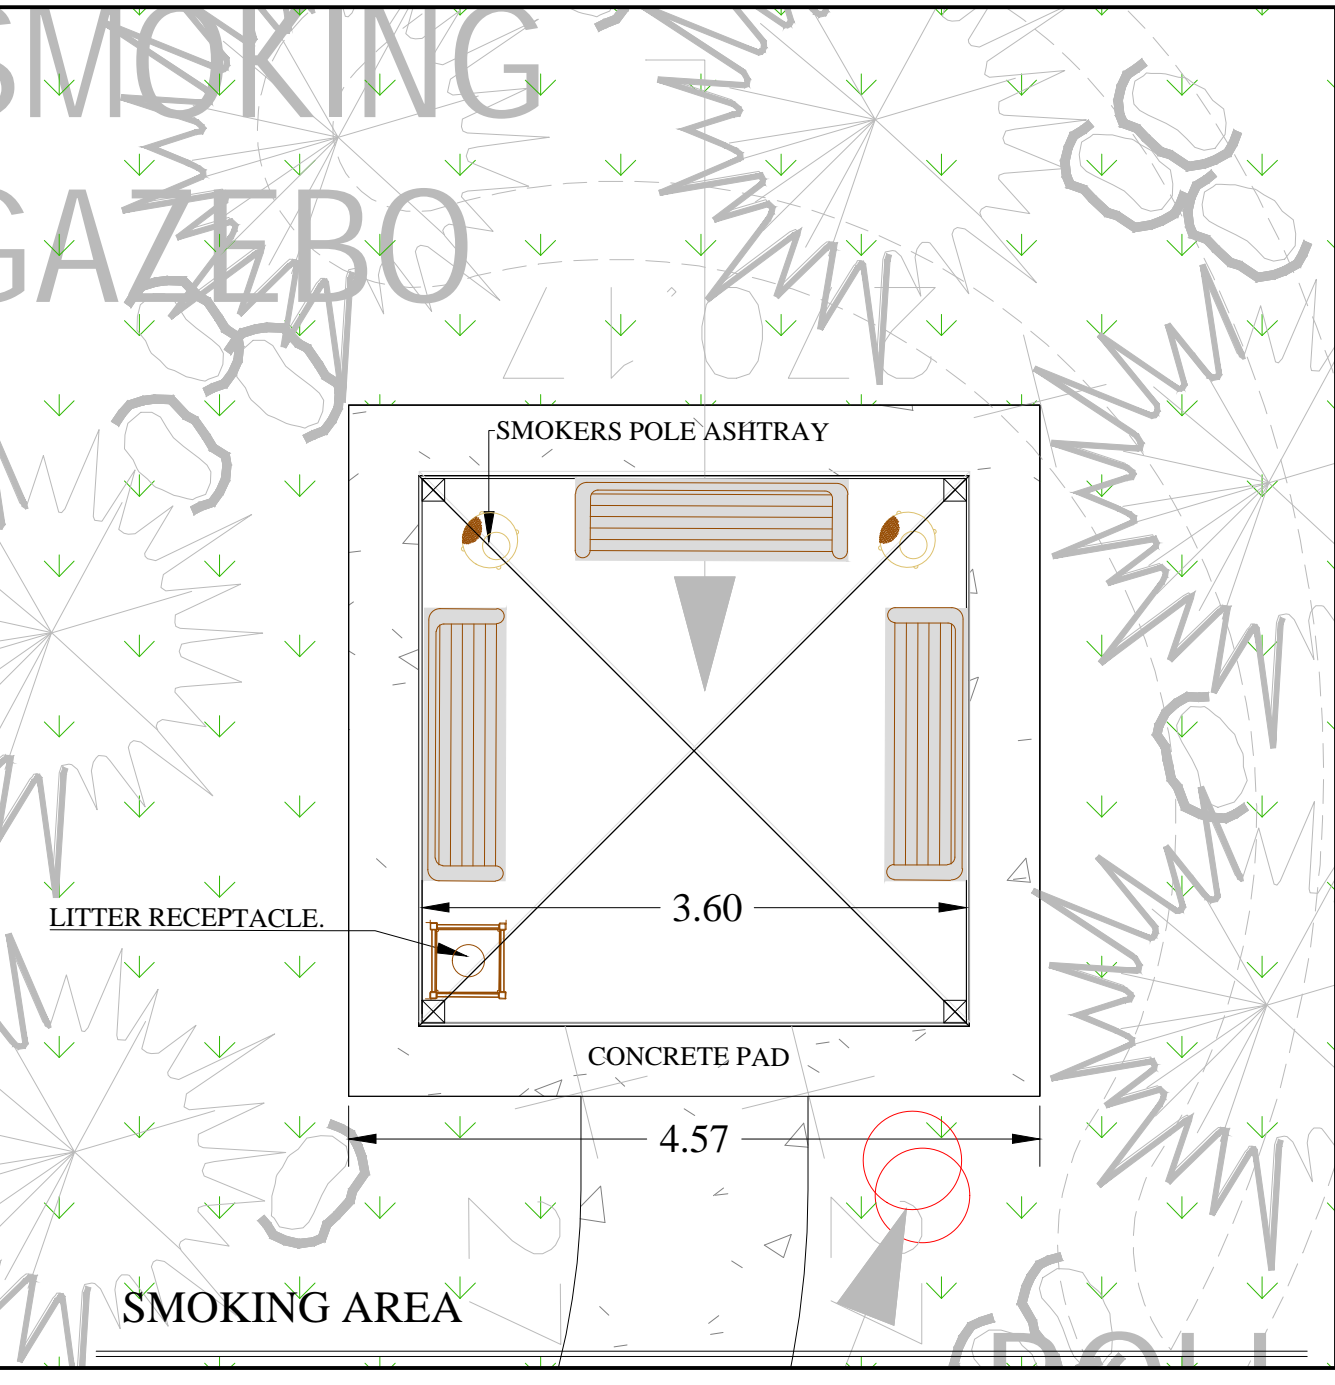 SMOKING
GAZEBO
SMOKERS POLE ASHTRAY
3.60
LITTER RECEPTACLE.
CONCRETE PAD
4.57
SMOKING AREA